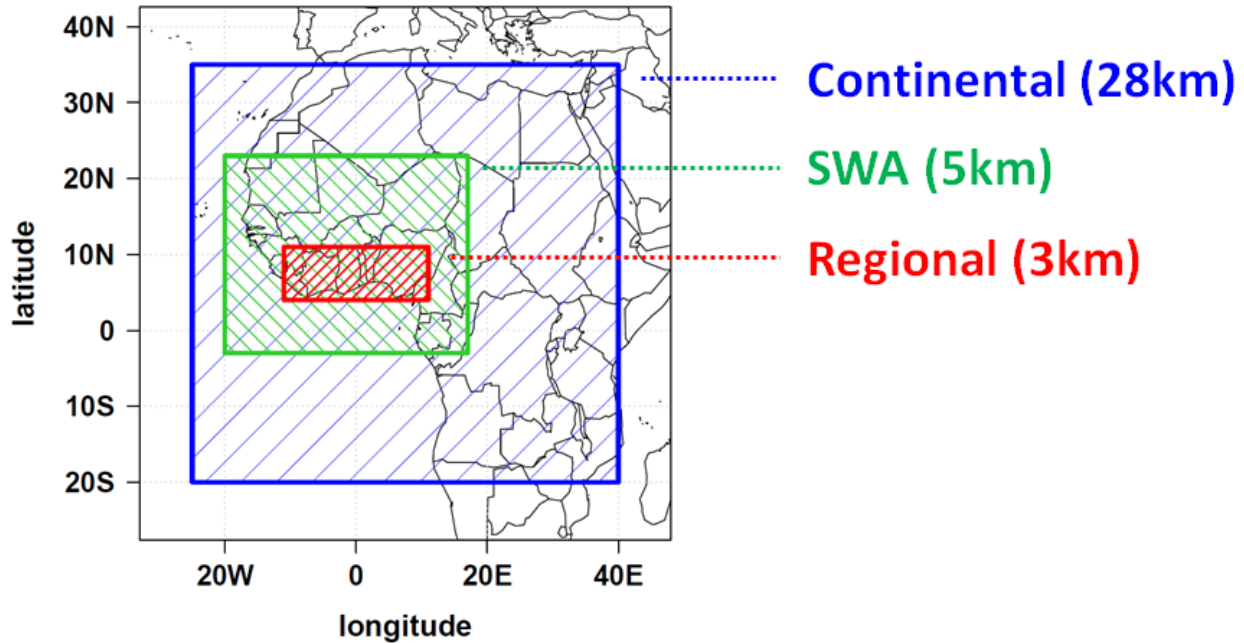 40N
30N
20N
10N
0
10S
20S
latitude
20W 0 20E 40E
longitude
Continental (28km)
SWA (5km)
Regional (3km)